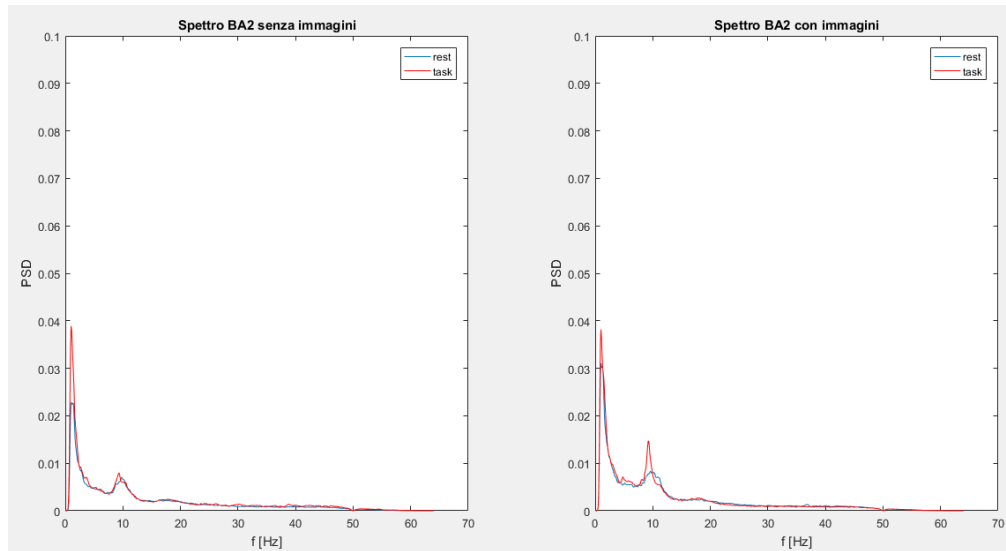 Spettro BA2 senza immagini
0.1
0.09
0.08
0.07
0.06
0.05
0.04
0.03
0.02
0.01
0
PSD
0 10 20 30 40 50 60 70
f [Hz]
rest
task
Spettro BA2 con immagini
0.1
0.09
0.08
0.07
0.06
0.05
0.04
0.03
0.02
0.01
0
PSD
0 10 20 30 40 50 60 70
f [Hz]
rest
task